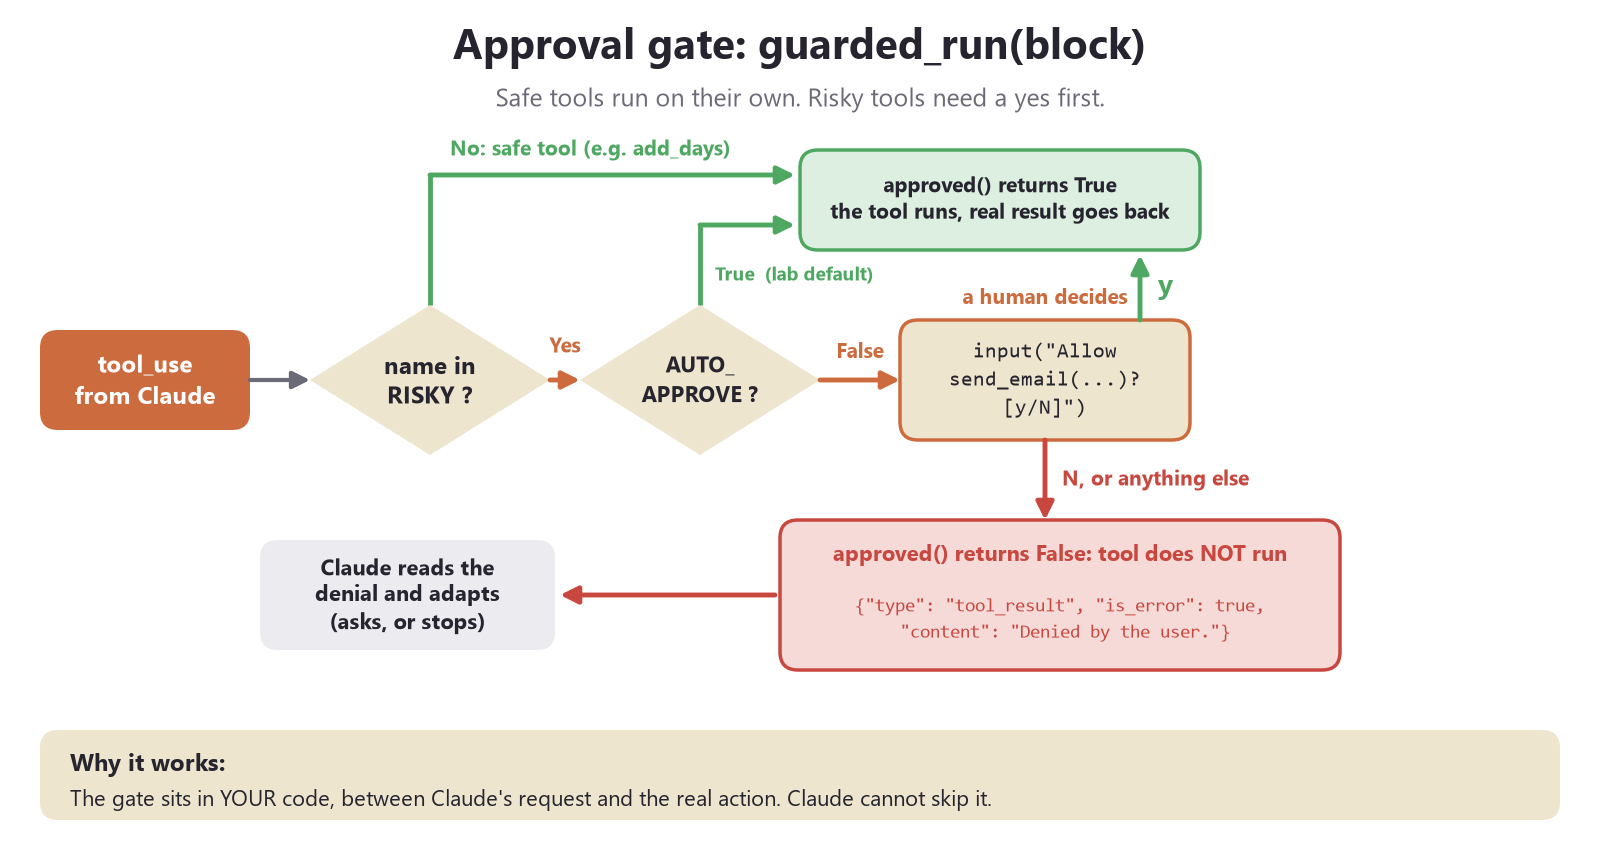 Approval gate: guarded_run(block)
Safe tools run on their own. Risky tools need a yes first.
No: safe tool (e.g. add_days)
approved() returns True
the tool runs, real result goes back
True  (lab default)
a human decides
y
tool_use
from Claude
name in
RISKY ?
Yes
AUTO_
APPROVE ?
False
input("Allow
send_email(...)?
[y/N]")
N, or anything else
approved() returns False: tool does NOT run
{"type": "tool_result", "is_error": true,
"content": "Denied by the user."}
Claude reads the
denial and adapts
(asks, or stops)
Why it works:
The gate sits in YOUR code, between Claude's request and the real action. Claude cannot skip it.